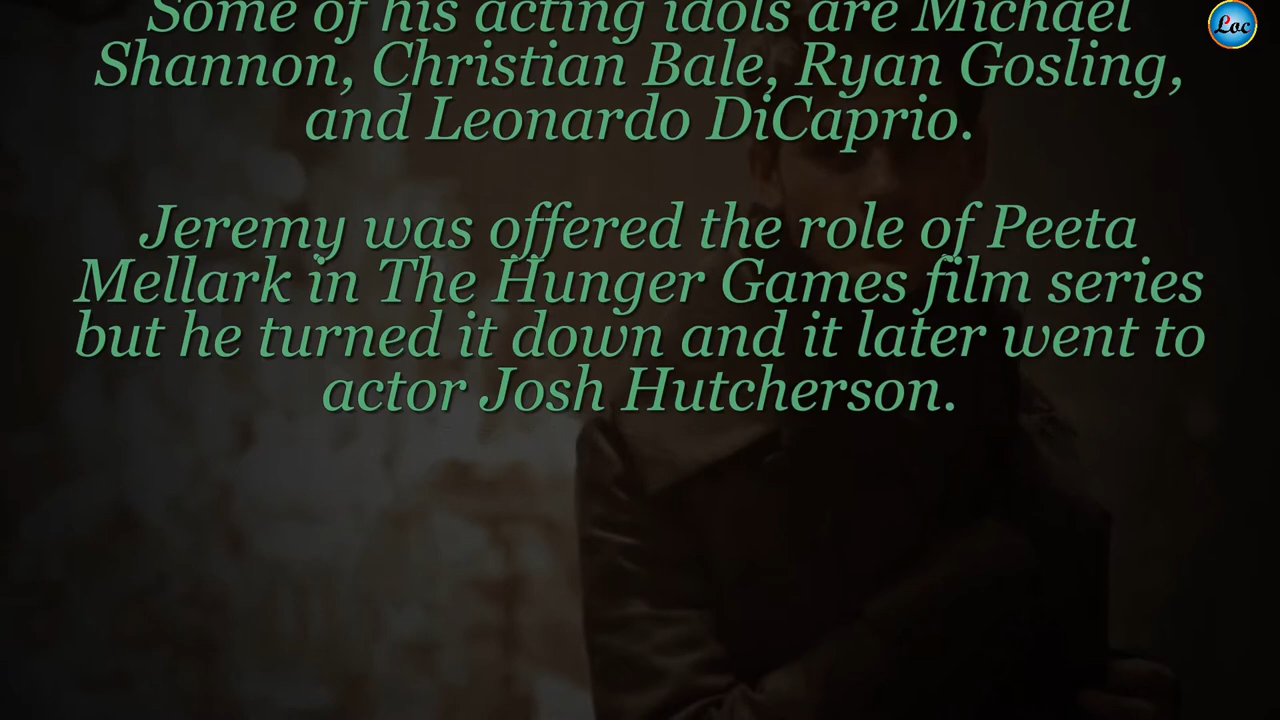 Some of his acting idols are Michael
Shannon, Christian Bale, Ryan Gosling,
and Leonardo DiCaprio.
Jeremy was offered the role of Peeta
Mellark in The Hunger Games film series
but he turned it down and it later went to
actor Josh Hutcherson.
Loc